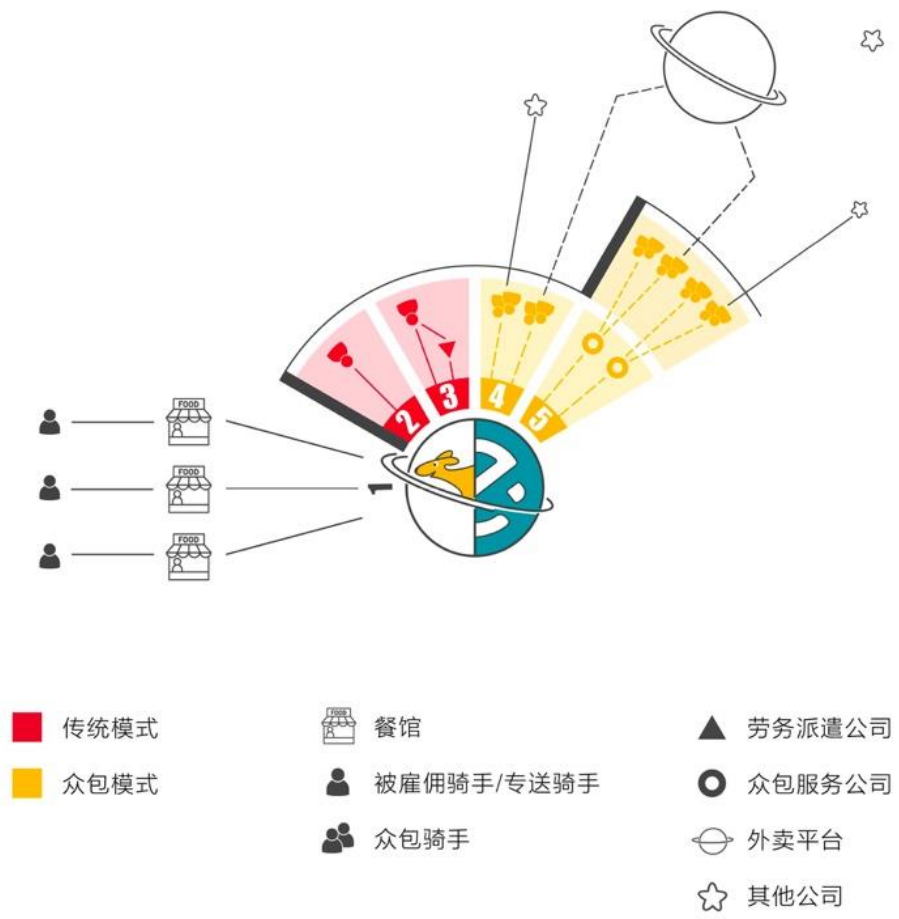 FOOD
FOOD
FOOD
1
2
3
4
5
传统模式
众包模式
FOOD
餐馆
被雇佣骑手/专送骑手
众包骑手
劳务派遣公司
众包服务公司
外卖平台
其他公司